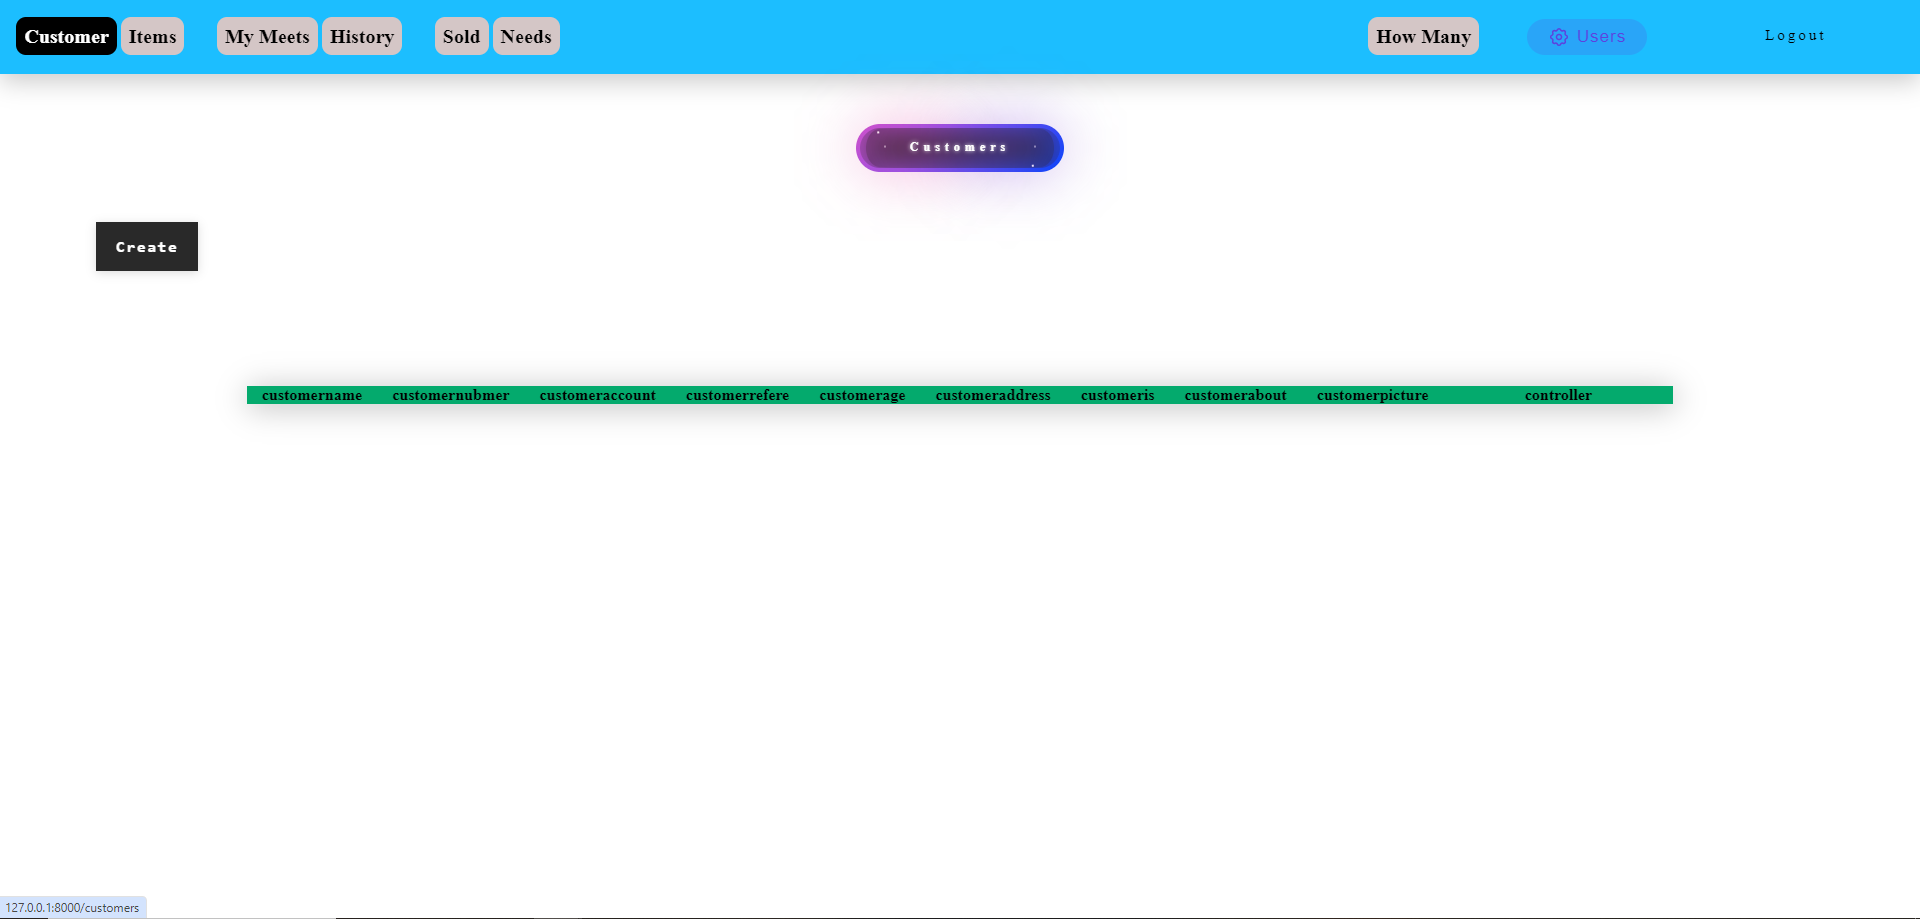 Customer Items My Meets History Sold Needs How Many Users Logout
Customers
Create
customername customernubmer customeraccount customerrefere customerage customeraddress customeris customerabout customerpicture controller
127.0.0.1:8000/customers